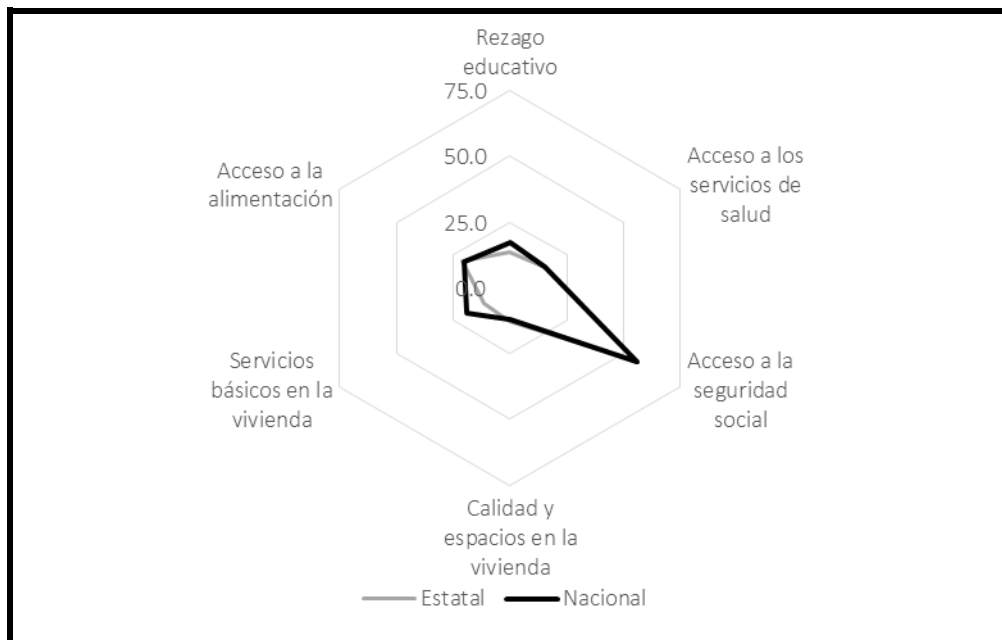 Rezago
educativo
75.0
50.0
25.0
0.0
Acceso a los
servicios de
salud
Acceso a la
seguridad
social
Calidad y
espacios en la
vivienda
Servicios
básicos en la
vivienda
Acceso a la
alimentación
Estatal
Nacional